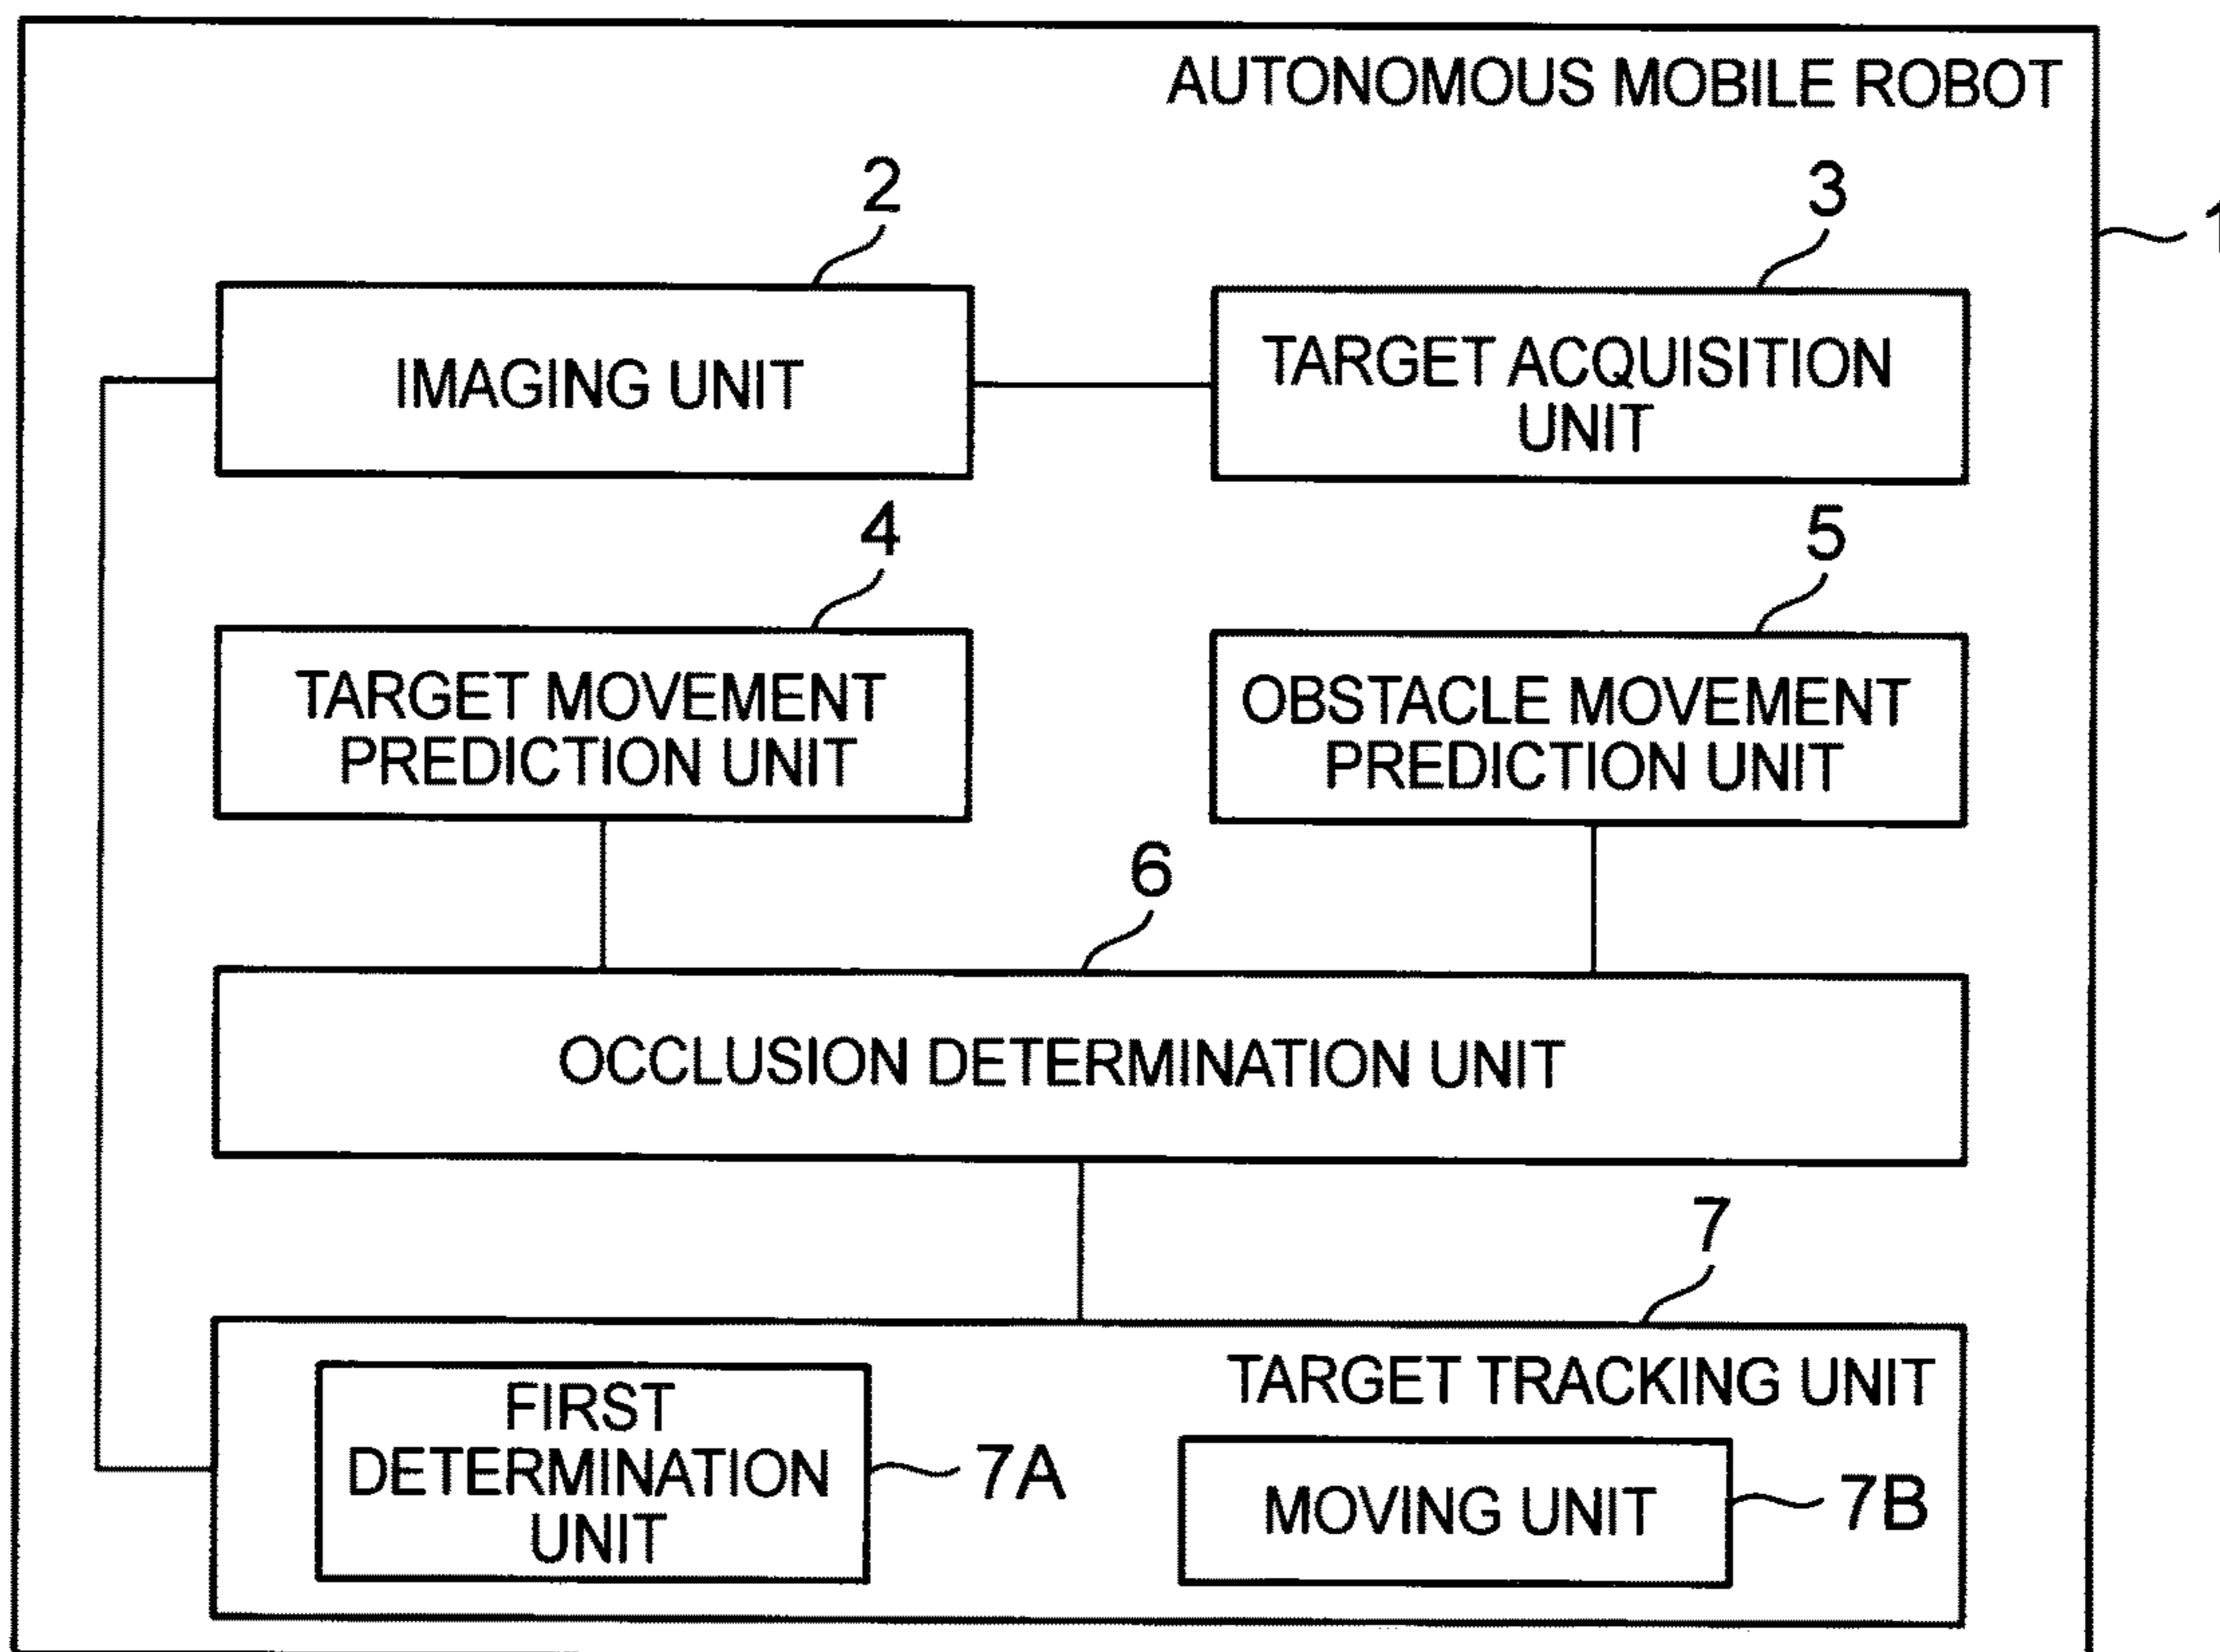 AUTONOMOUS MOBILE ROBOT
1
2
3
IMAGING UNIT
TARGET ACQUISITION
UNIT
4
5
TARGET MOVEMENT
PREDICTION UNIT
OBSTACLE MOVEMENT
PREDICTION UNIT
6
OCCLUSION DETERMINATION UNIT
7
TARGET TRACKING UNIT
FIRST
DETERMINATION
UNIT
7A
MOVING UNIT
7B